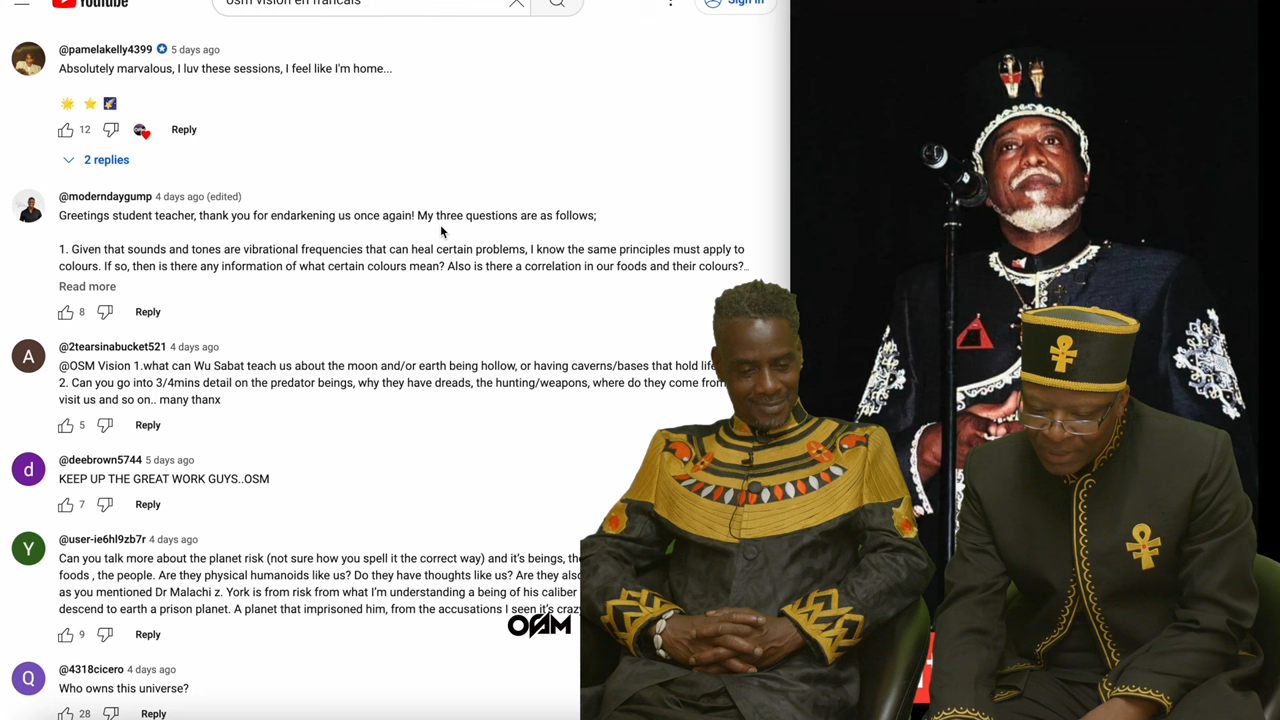 YouTube
osm vision en francais
Sign in
@pamelakelly4399 5 days ago
Absolutely marvalous, I luv these sessions, I feel like I'm home...
12
Reply
2 replies
@moderndaygump 4 days ago (edited)
Greetings student teacher, thank you for endarkening us once again! My three questions are as follows;
1. Given that sounds and tones are vibrational frequencies that can heal certain problems, I know the same principles must apply to
colours. If so, then is there any information of what certain colours mean? Also is there a correlation in our foods and their colours?...
Read more
8
Reply
A
@2tearsinabucket521 4 days ago
@OSM Vision 1.what can Wu Sabat teach us about the moon and/or earth being hollow, or having caverns/bases that hold life
2. Can you go into 3/4mins detail on the predator beings, why they have dreads, the hunting/weapons, where do they come from
visit us and so on.. many thanx
5
Reply
d
@deebrown5744 5 days ago
KEEP UP THE GREAT WORK GUYS..OSM
7
Reply
Y
@user-ie6hl9zb7r 4 days ago
Can you talk more about the planet risk (not sure how you spell it the correct way) and it's beings, the
foods , the people. Are they physical humanoids like us? Do they have thoughts like us? Are they also
as you mentioned Dr Malachi z. York is from risk from what I'm understanding a being of his caliber
descend to earth a prison planet. A planet that imprisoned him, from the accusations I seen it's crazy
OSM
9
Reply
Q
@4318cicero 4 days ago
Who owns this universe?
28
Reply